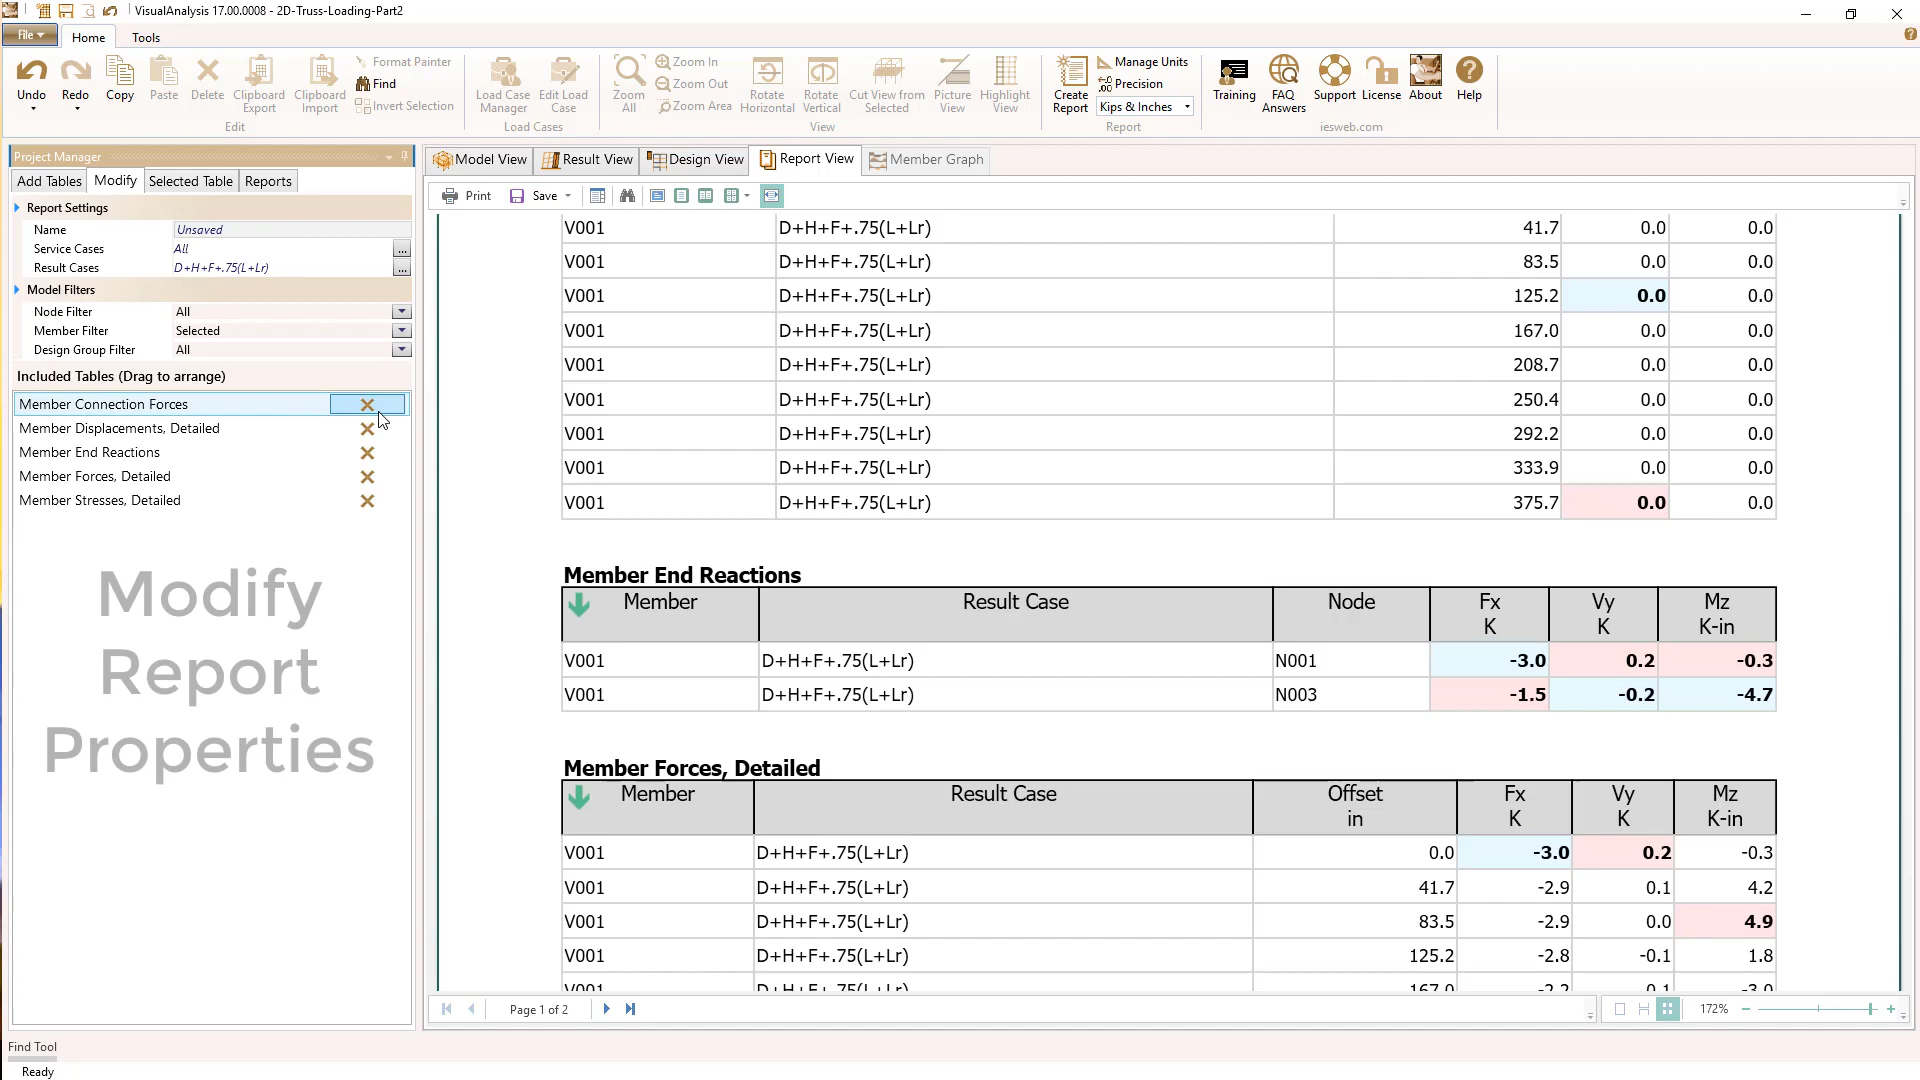 VisualAnalysis 17.00.0008 - 2D-Truss-Loading-Part2
File
Home
Tools
Undo
Redo
Copy
Paste
Delete
Clipboard Export
Clipboard Import
Format Painter
Find
Invert Selection
Edit
Load Case Manager
Edit Load Case
Load Cases
Zoom All
Zoom In
Zoom Out
Zoom Area
Rotate Horizontal
Rotate Vertical
Cut View from Selected
Picture View
Highlight View
View
Create Report
Manage Units
Precision
Kips & Inches
Report
Training
FAQ Answers
Support
License
About
Help
iesweb.com
Project Manager
Add Tables
Modify
Selected Table
Reports
Report Settings
Name Unsaved
Service Cases All ...
Result Cases D+H+F+.75(L+Lr) ...
Model Filters
Node Filter All
Member Filter Selected
Design Group Filter All
Included Tables (Drag to arrange)
Member Connection Forces
Member Displacements, Detailed
Member End Reactions
Member Forces, Detailed
Member Stresses, Detailed
Modify
Report
Properties
Model View
Result View
Design View
Report View
Member Graph
Print
Save
V001 D+H+F+.75(L+Lr) 41.7 0.0 0.0
V001 D+H+F+.75(L+Lr) 83.5 0.0 0.0
V001 D+H+F+.75(L+Lr) 125.2 0.0 0.0
V001 D+H+F+.75(L+Lr) 167.0 0.0 0.0
V001 D+H+F+.75(L+Lr) 208.7 0.0 0.0
V001 D+H+F+.75(L+Lr) 250.4 0.0 0.0
V001 D+H+F+.75(L+Lr) 292.2 0.0 0.0
V001 D+H+F+.75(L+Lr) 333.9 0.0 0.0
V001 D+H+F+.75(L+Lr) 375.7 0.0 0.0
Member End Reactions
Member Result Case Node Fx Vy Mz
K K K-in
V001 D+H+F+.75(L+Lr) N001 -3.0 0.2 -0.3
V001 D+H+F+.75(L+Lr) N003 -1.5 -0.2 -4.7
Member Forces, Detailed
Member Result Case Offset Fx Vy Mz
in K K K-in
V001 D+H+F+.75(L+Lr) 0.0 -3.0 0.2 -0.3
V001 D+H+F+.75(L+Lr) 41.7 -2.9 0.1 4.2
V001 D+H+F+.75(L+Lr) 83.5 -2.9 0.0 4.9
V001 D+H+F+.75(L+Lr) 125.2 -2.8 -0.1 1.8
Page 1 of 2
172%
Find Tool
Ready